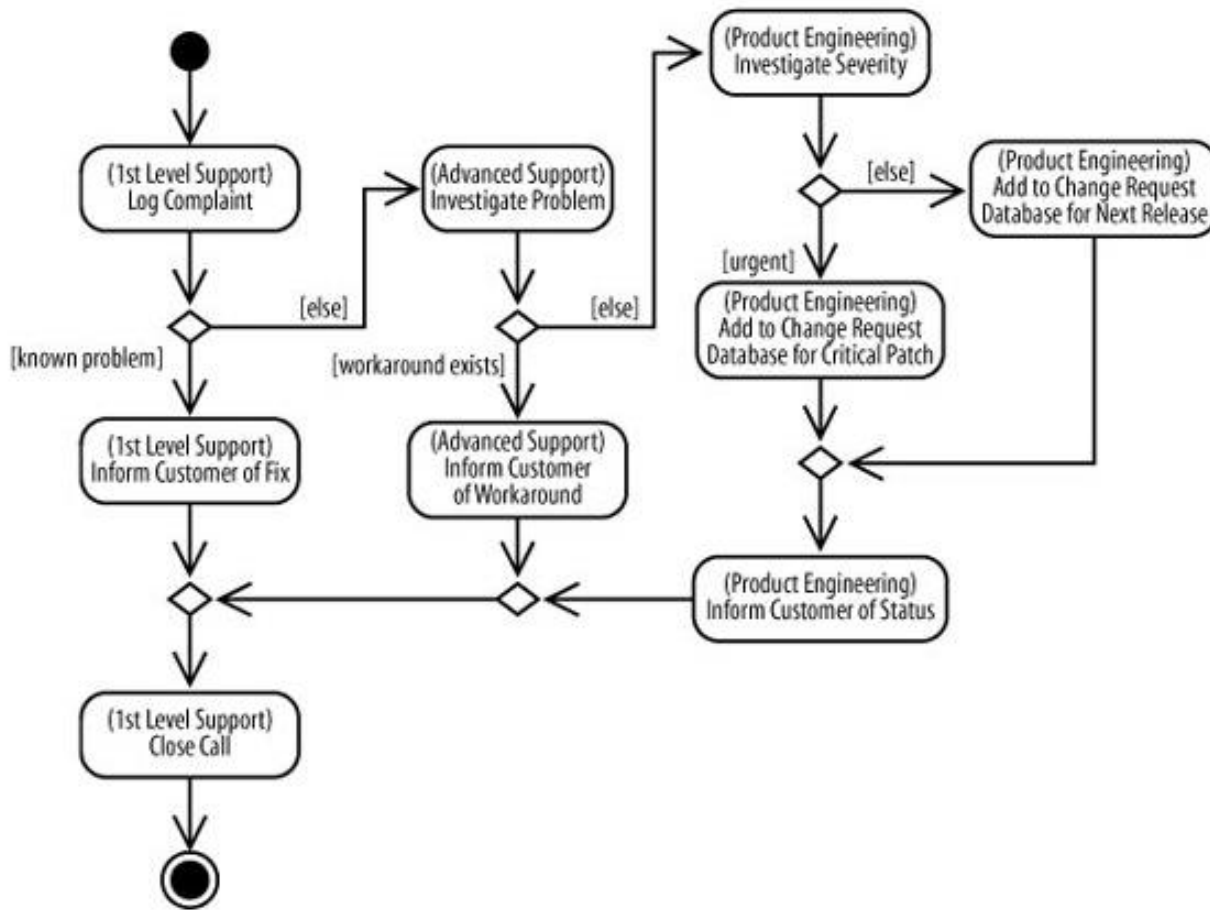 (Product Engineering)
Investigate Severity
(1st Level Support)
Log Complaint
(Advanced Support)
Investigate Problem
[else]
(Product Engineering)
Add to Change Request
Database for Next Release
[urgent]
[else]
[else]
(Product Engineering)
Add to Change Request
Database for Critical Patch
[known problem]
[workaround exists]
(1st Level Support)
Inform Customer of Fix
(Advanced Support)
Inform Customer
of Workaround
(Product Engineering)
Inform Customer of Status
(1st Level Support)
Close Call